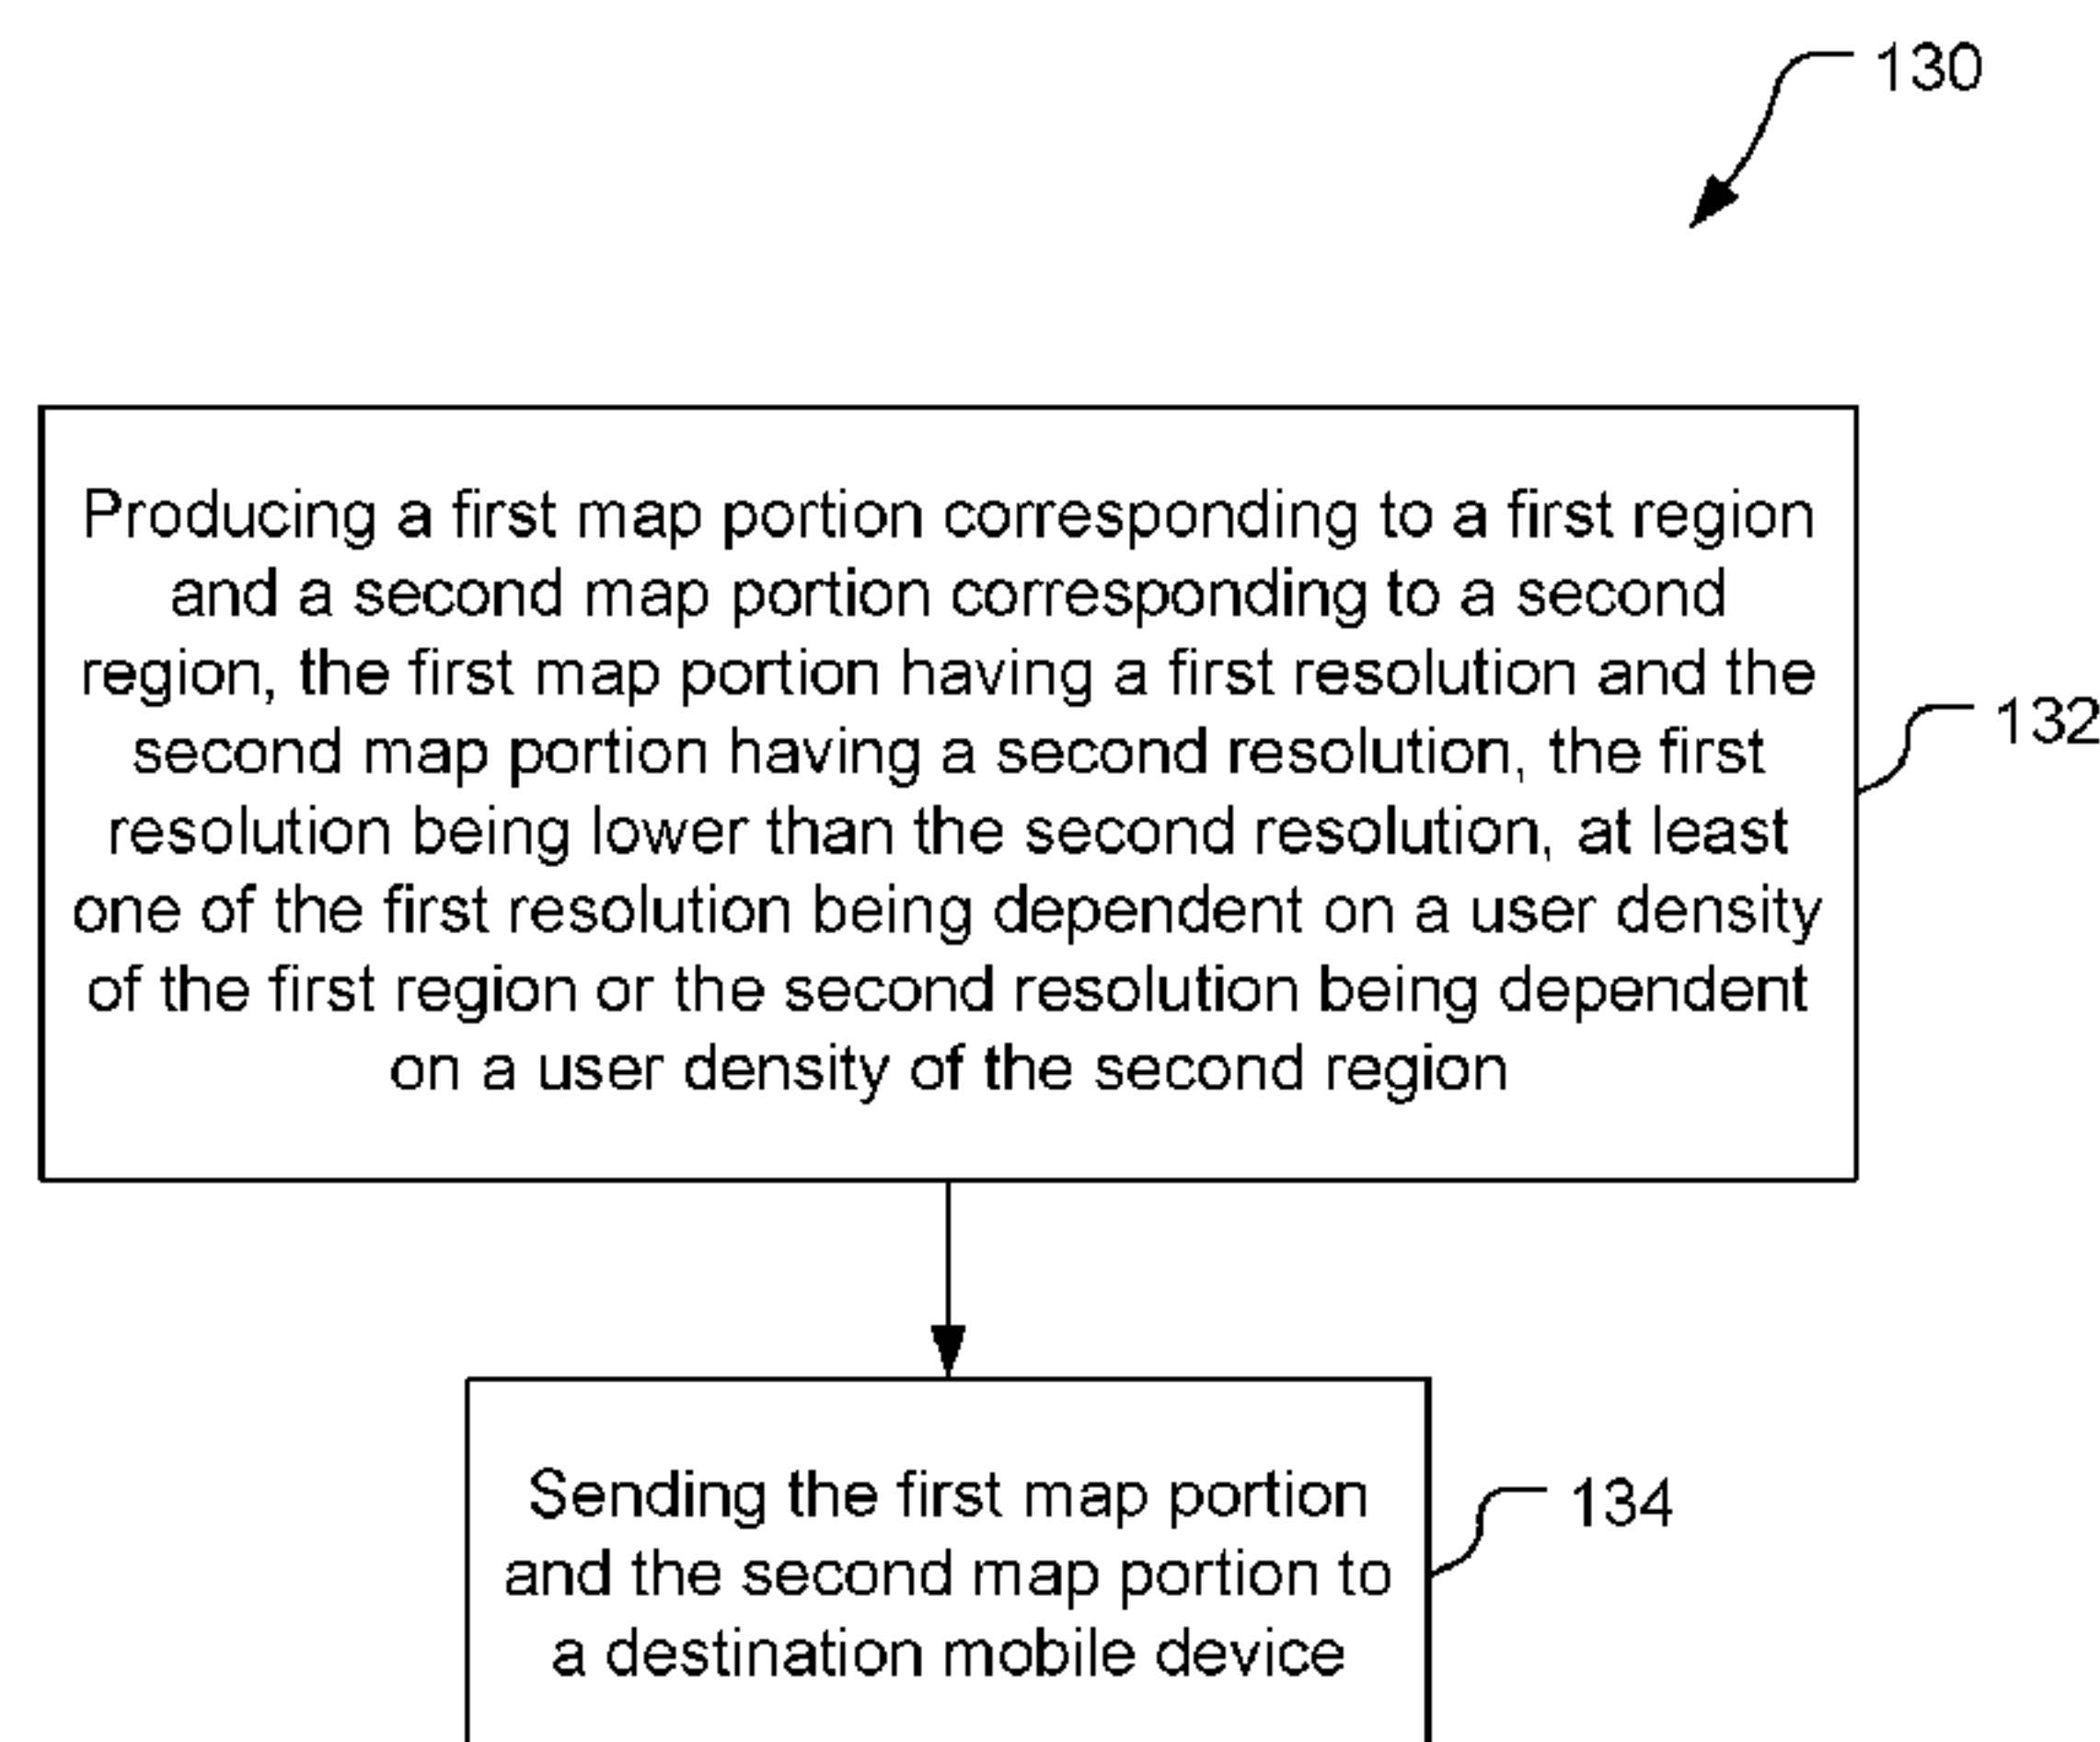 130
Producing a first map portion corresponding to a first region
and a second map portion corresponding to a second
region, the first map portion having a first resolution and the
second map portion having a second resolution, the first
resolution being lower than the second resolution, at least
one of the first resolution being dependent on a user density
of the first region or the second resolution being dependent
on a user density of the second region
132
Sending the first map portion
and the second map portion to
a destination mobile device
134